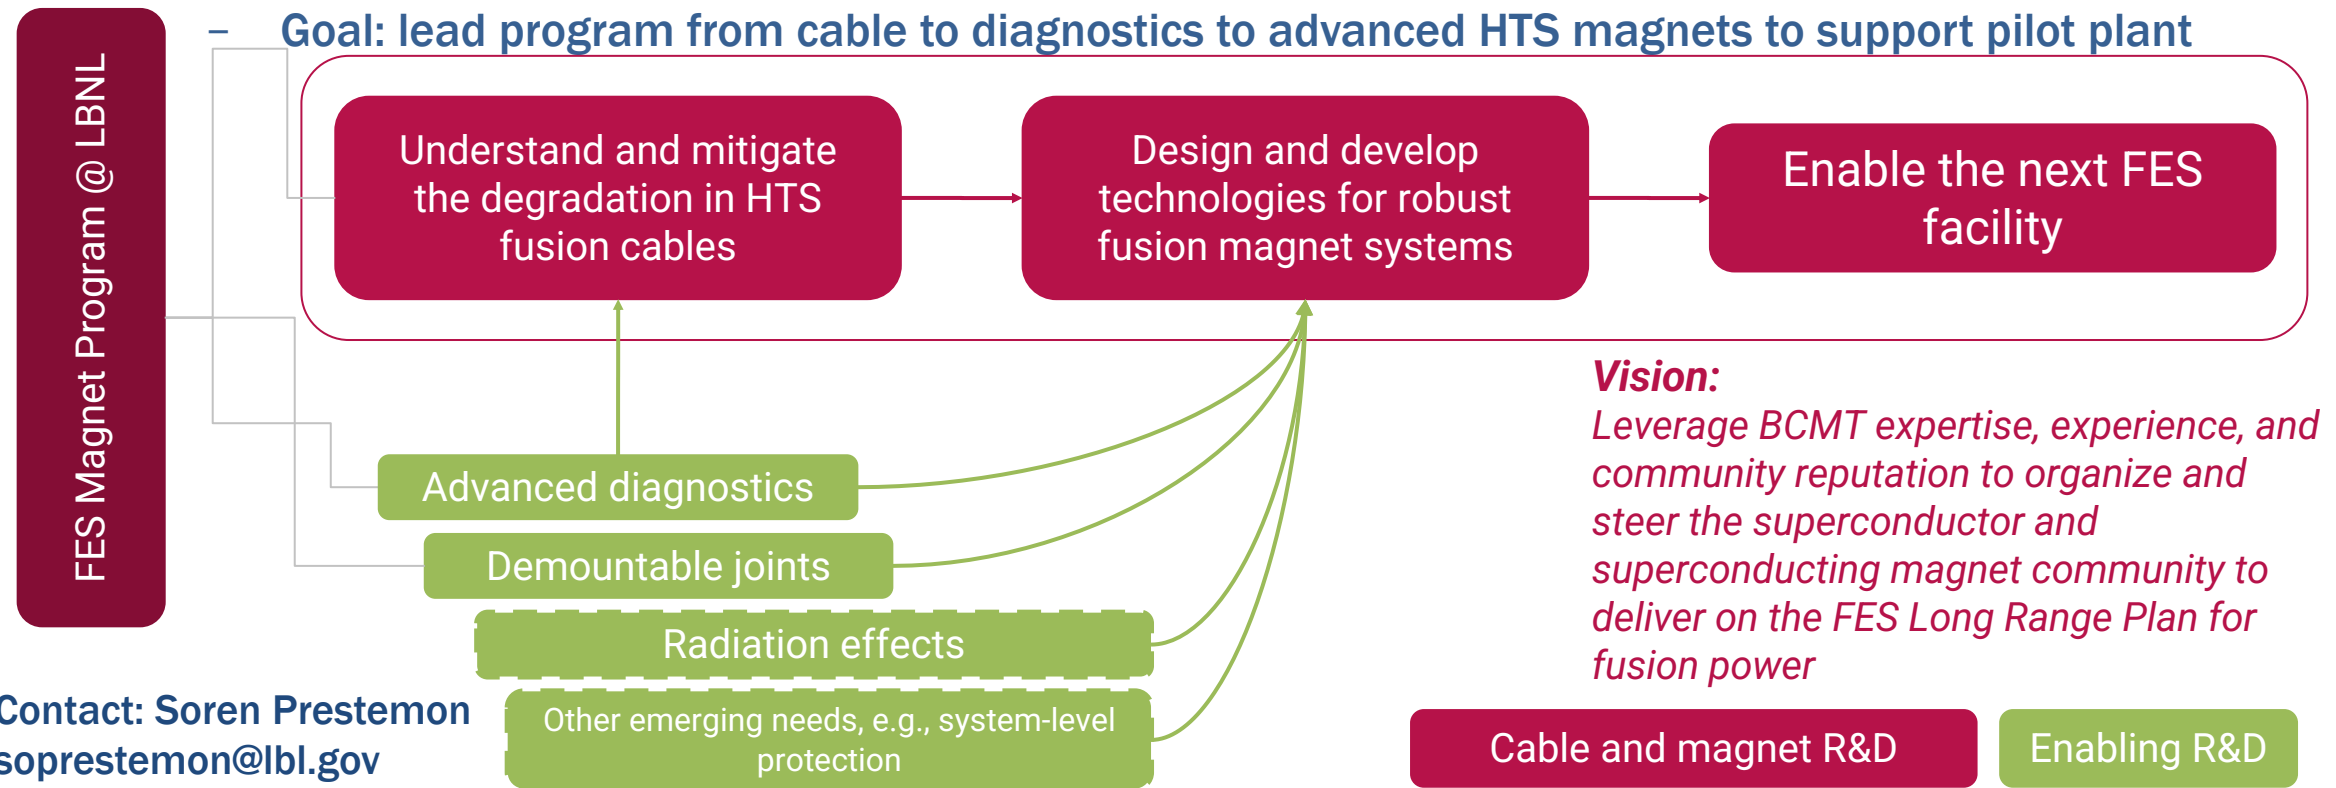 – Goal: lead program from cable to diagnostics to advanced HTS magnets to support pilot plant
FES Magnet Program @ LBNL
Understand and mitigate
the degradation in HTS
fusion cables
Design and develop
technologies for robust
fusion magnet systems
Enable the next FES
facility
Advanced diagnostics
Demountable joints
Radiation effects
Other emerging needs, e.g., system-level
protection
Vision:
Leverage BCMT expertise, experience, and
community reputation to organize and
steer the superconductor and
superconducting magnet community to
deliver on the FES Long Range Plan for
fusion power
Contact: Soren Prestemon
soprestemon@lbl.gov
Cable and magnet R&D
Enabling R&D